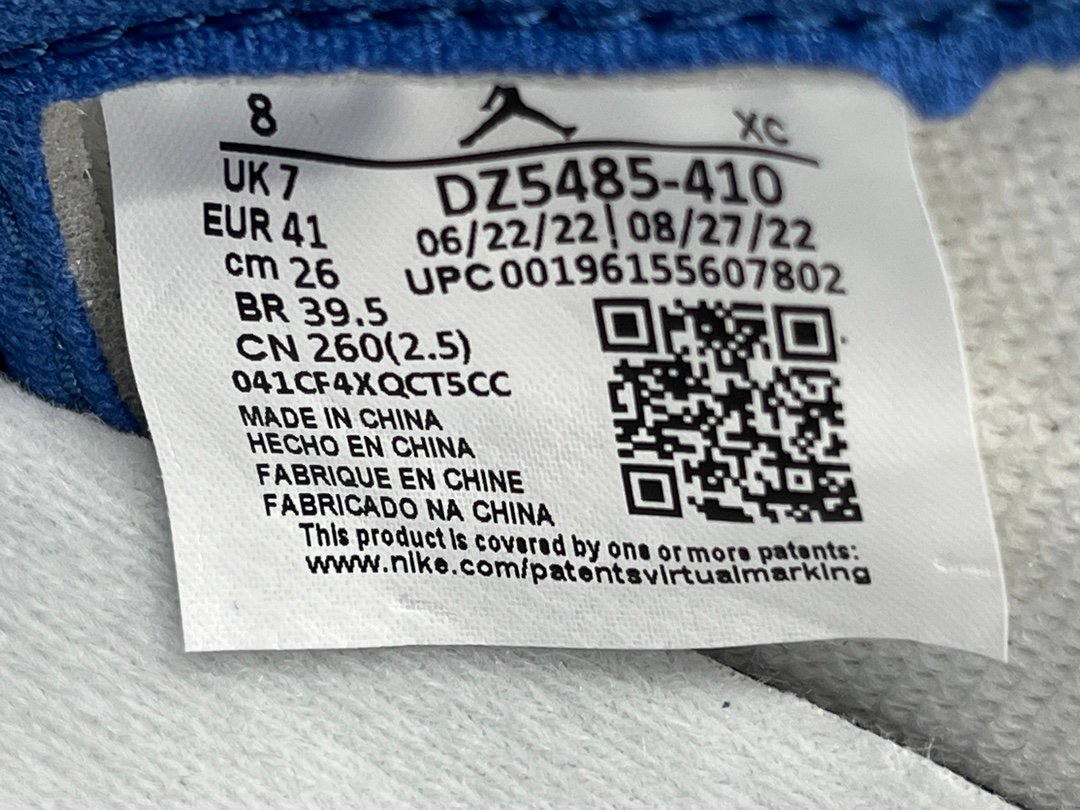 8 XC
UK 7
EUR 41
cm 26
BR 39.5
CN 260(2.5)
041CF4XQCT5CC
DZ5485-410
06/22/22 | 08/27/22
UPC 00196155607802
MADE IN CHINA
HECHO EN CHINA
FABRIQUE EN CHINE
FABRICADO NA CHINA
This product is covered by one or more patents:
www.nike.com/patentsvirtualmarking